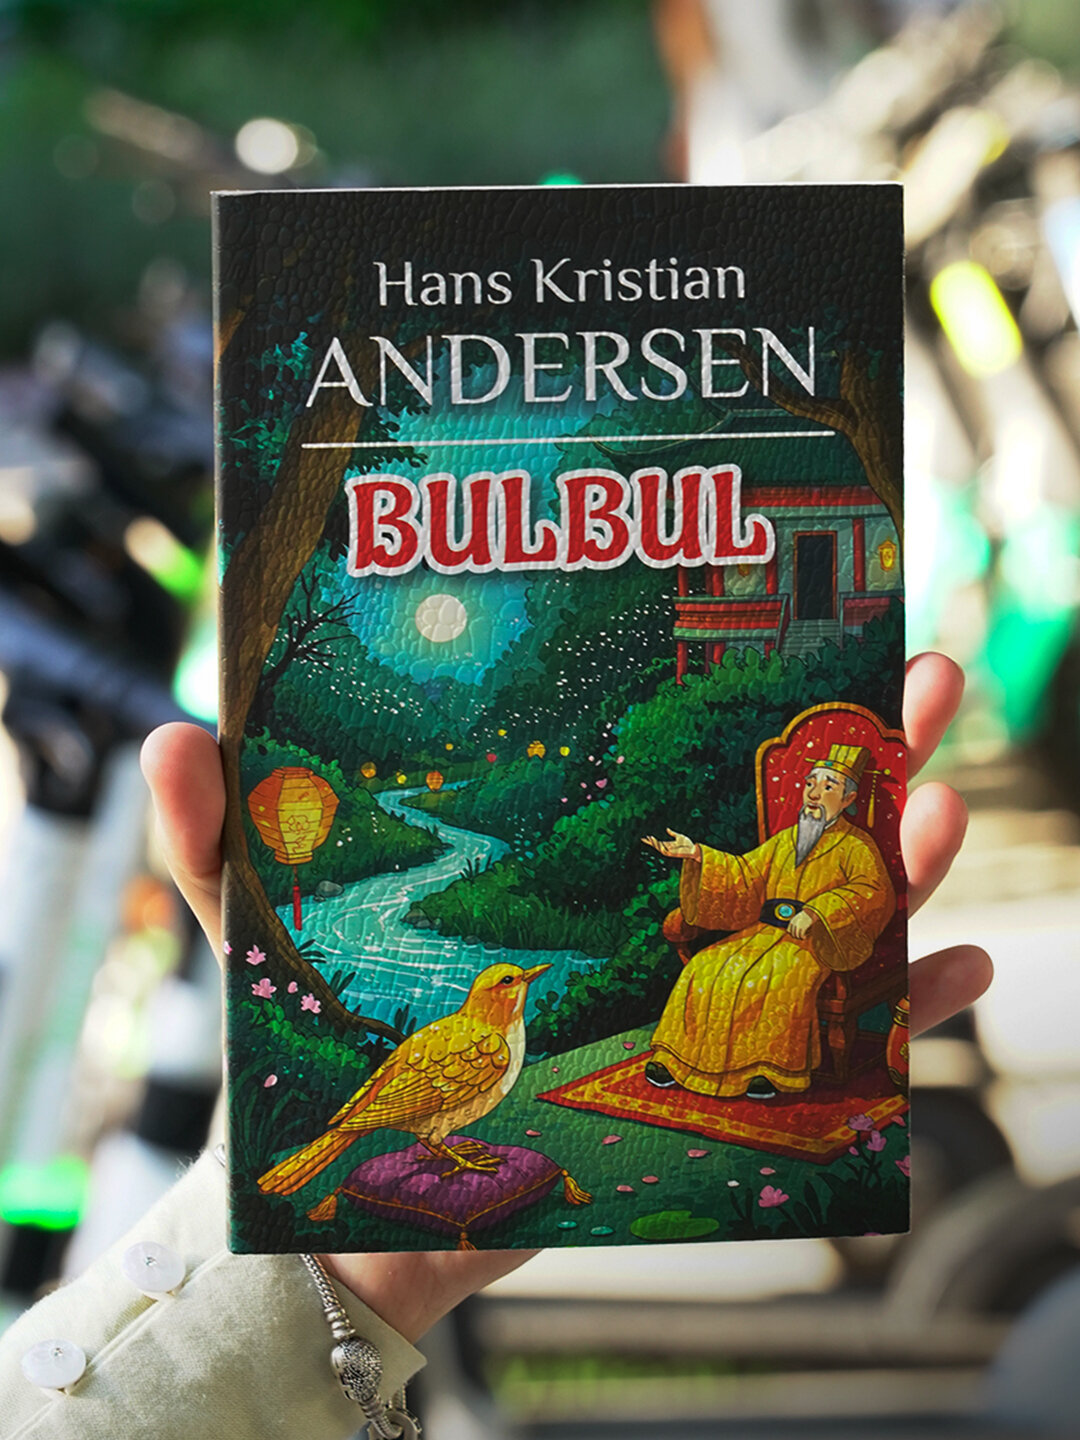 Hans Kristian
ANDERSEN
BULBUL